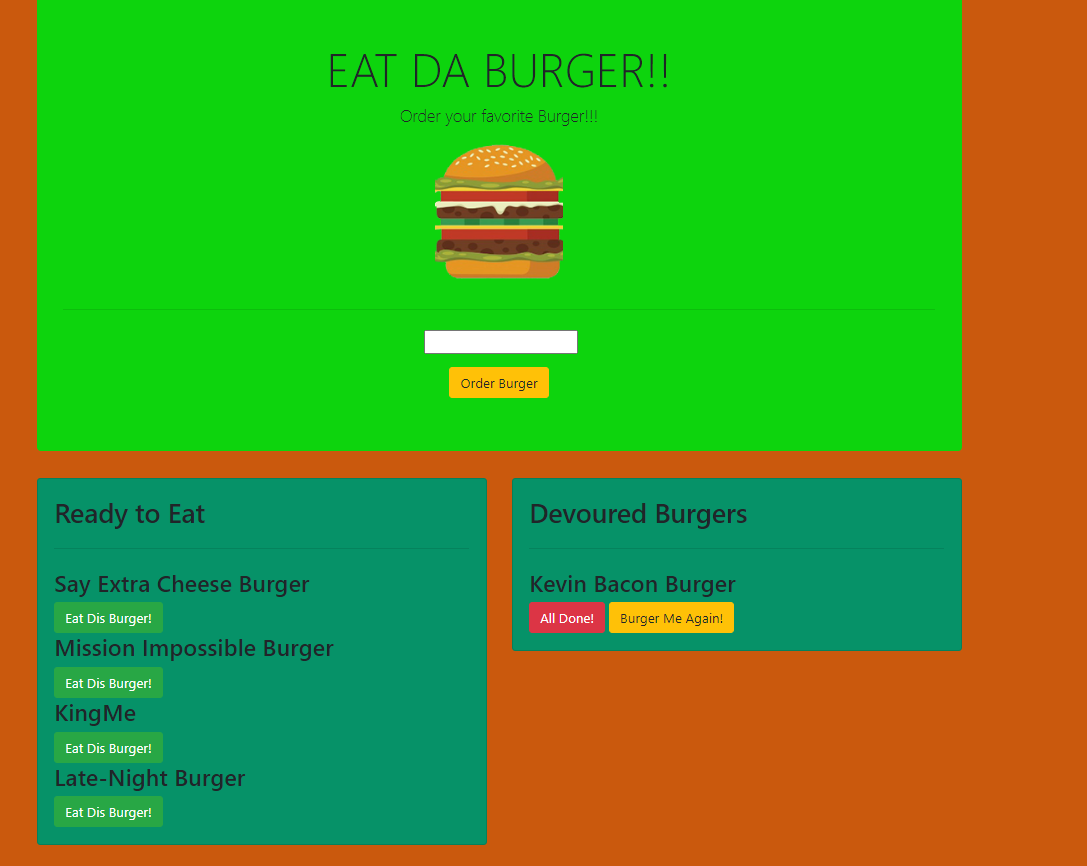 EAT DA BURGER!!
Order your favorite Burger!!!
Order Burger
Ready to Eat
Say Extra Cheese Burger
Eat Dis Burger!
Mission Impossible Burger
Eat Dis Burger!
KingMe
Eat Dis Burger!
Late-Night Burger
Eat Dis Burger!
Devoured Burgers
Kevin Bacon Burger
All Done! Burger Me Again!